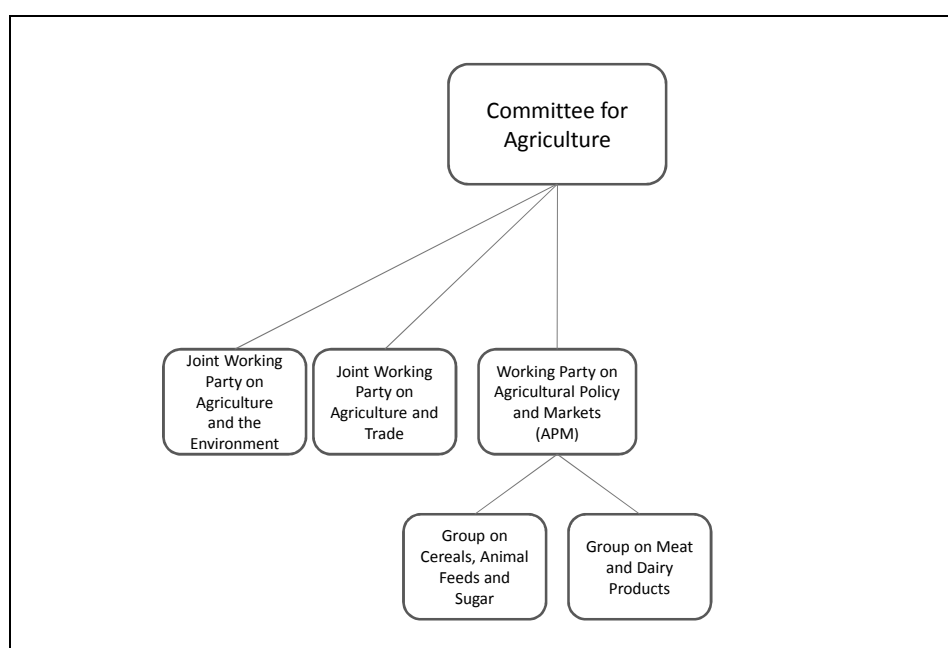 Committee for
Agriculture
Joint Working
Party on
Agriculture
and the
Environment
Joint Working
Party on
Agriculture and
Trade
Working Party on
Agricultural Policy
and Markets
(APM)
Group on
Cereals, Animal
Feeds and
Sugar
Group on Meat
and Dairy
Products